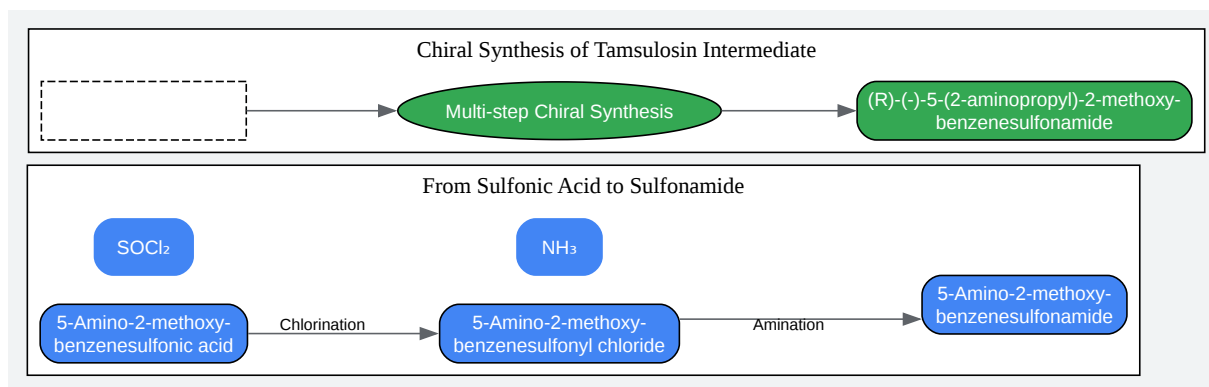 Chiral Synthesis of Tamsulosin Intermediate
Multi-step Chiral Synthesis
(R)-(-)-5-(2-aminopropyl)-2-methoxy-
benzenesulfonamide
From Sulfonic Acid to Sulfonamide
SOCl₂
NH₃
5-Amino-2-methoxy-
benzenesulfonic acid
Chlorination
5-Amino-2-methoxy-
benzenesulfonyl chloride
Amination
5-Amino-2-methoxy-
benzenesulfonamide